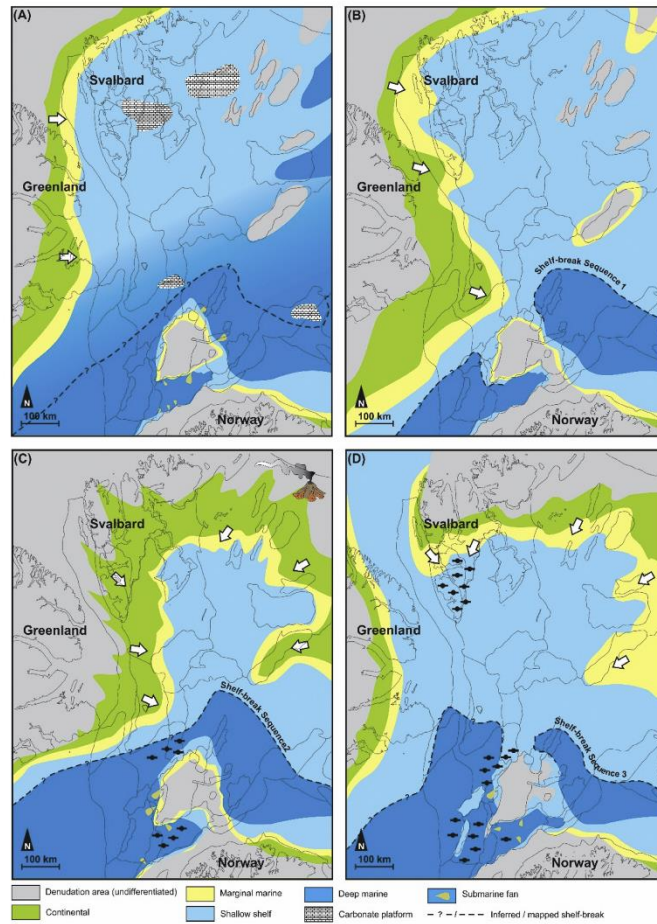 (A)
Svalbard
Greenland
?
?
?
?
?
N
100 km
Norway
(B)
Svalbard
Greenland
Shelf-break Sequence 1
N
100 km
Norway
(C)
Svalbard
Greenland
Shelf-break Sequence2
N
100 km
Norway
(D)
Svalbard
Greenland
Shelf-break Sequence 3
N
100 km
Norway
Denudation area (undifferentiated)
Marginal marine
Deep marine
Submarine fan
Continental
Shallow shelf
Carbonate platform
- ? - / - - - Inferred / mapped shelf-break